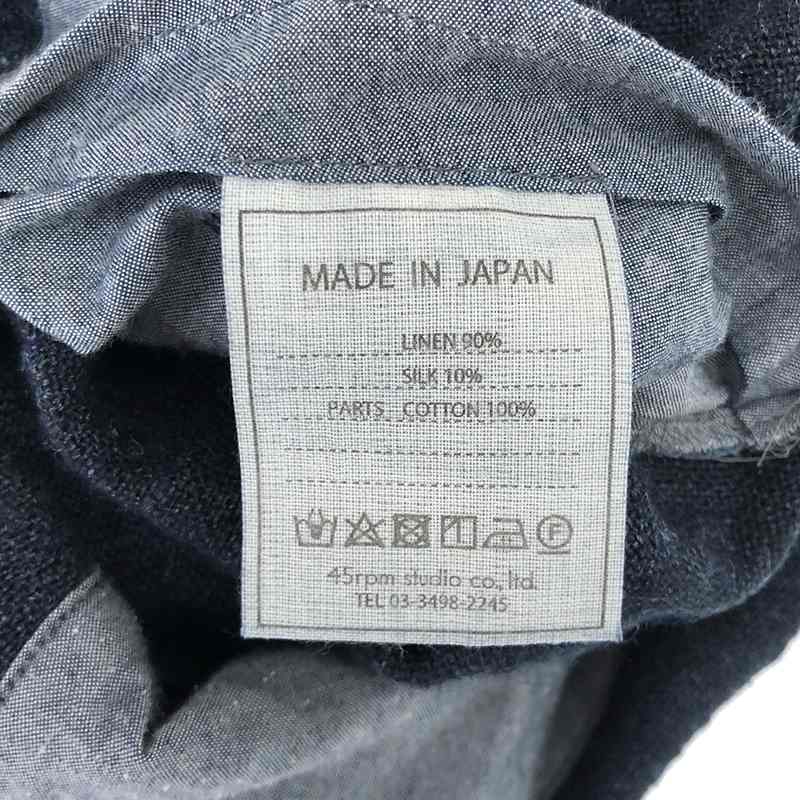 MADE IN JAPAN
LINEN 90%
SILK 10%
PARTS COTTON 100%
F
45rpm studio co., ltd.
TEL 03-3498-2245